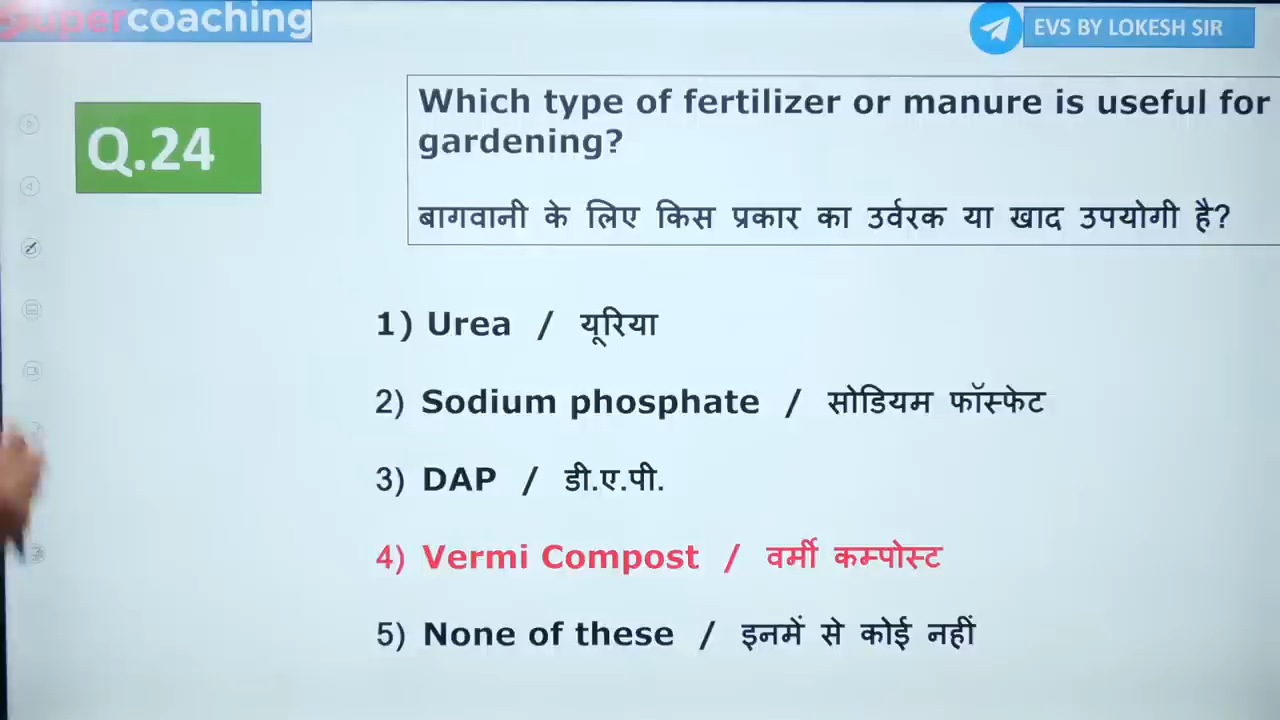 supercoaching
EVS BY LOKESH SIR
Q.24
Which type of fertilizer or manure is useful for
gardening?
बागवानी के लिए किस प्रकार का उर्वरक या खाद उपयोगी है?
1) Urea / यूरिया
2) Sodium phosphate / सोडियम फॉस्फेट
3) DAP / डी.ए.पी.
4) Vermi Compost / वर्मी कम्पोस्ट
5) None of these / इनमें से कोई नहीं